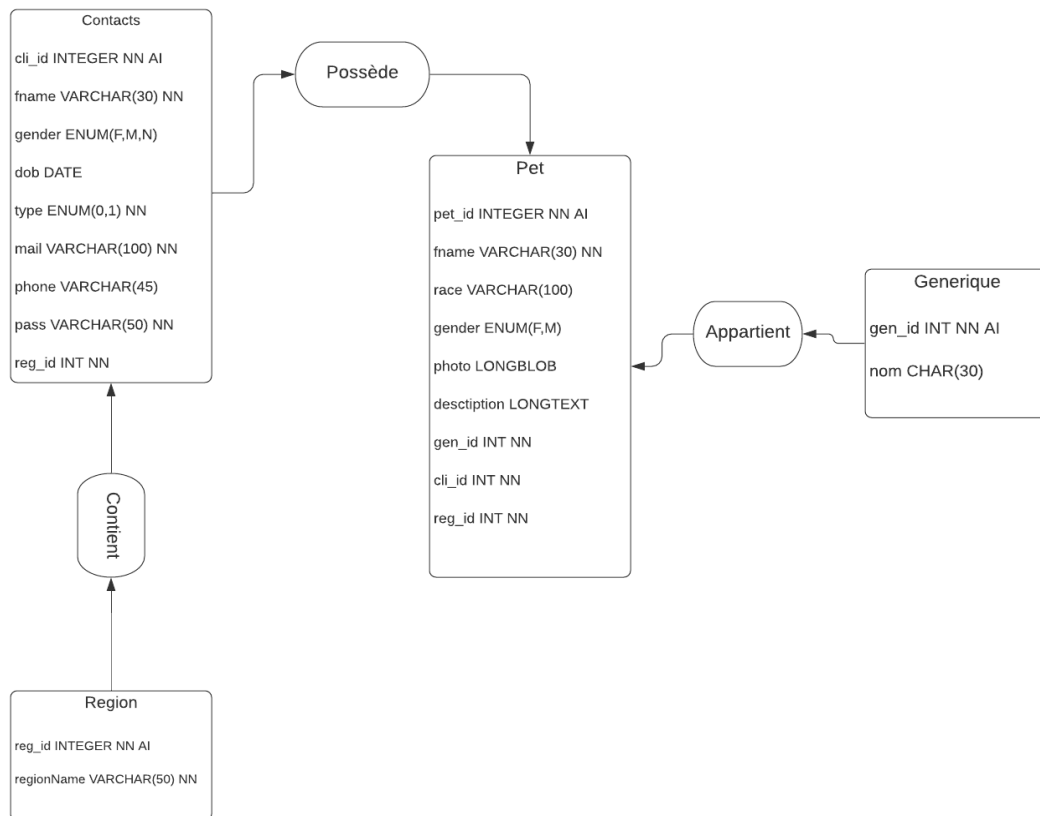 Contacts
cli_id INTEGER NN AI
fname VARCHAR(30) NN
gender ENUM(F,M,N)
dob DATE
type ENUM(0,1) NN
mail VARCHAR(100) NN
phone VARCHAR(45)
pass VARCHAR(50) NN
reg_id INT NN
Possède
Pet
pet_id INTEGER NN AI
fname VARCHAR(30) NN
race VARCHAR(100)
gender ENUM(F,M)
photo LONGBLOB
desctiption LONGTEXT
gen_id INT NN
cli_id INT NN
reg_id INT NN
Appartient
Générique
gen_id INT NN AI
nom CHAR(30)
Contient
Region
reg_id INTEGER NN AI
regionName VARCHAR(50) NN